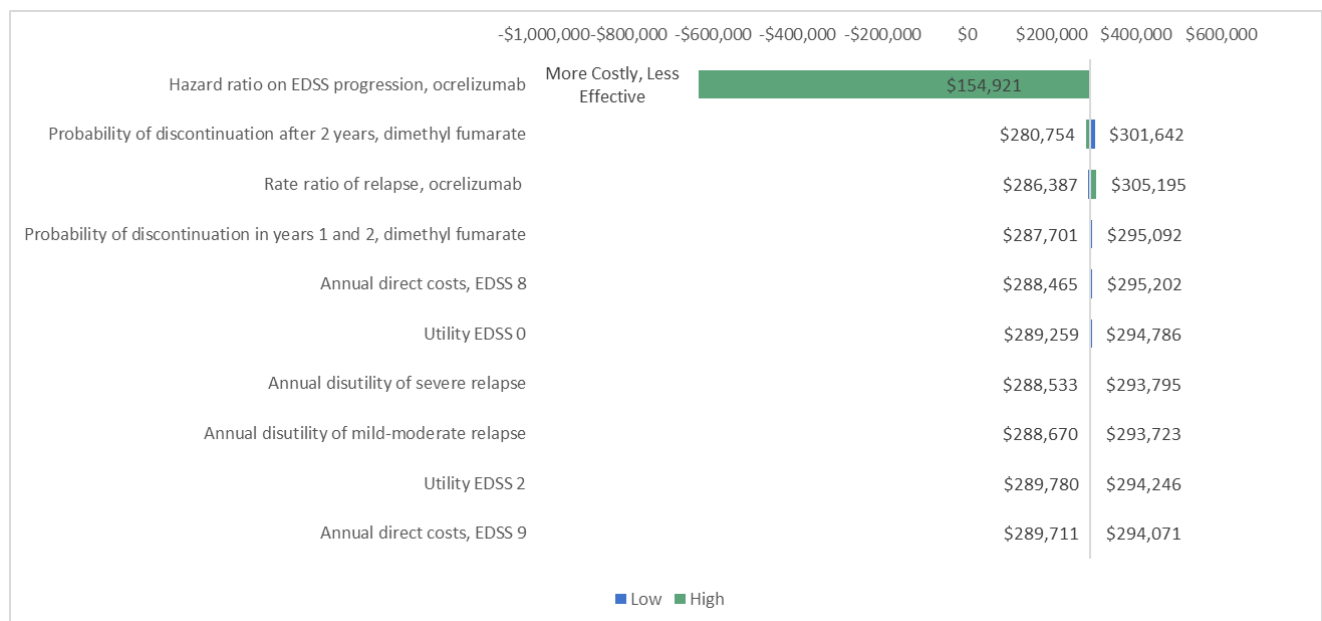 -$1,000,000-$800,000 -$600,000 -$400,000 -$200,000 $0 $200,000 $400,000 $600,000
Hazard ratio on EDSS progression, ocrelizumab More Costly, Less $154,921
Effective
Probability of discontinuation after 2 years, dimethyl fumarate $280,754 $301,642
Rate ratio of relapse, ocrelizumab $286,387 $305,195
Probability of discontinuation in years 1 and 2, dimethyl fumarate $287,701 $295,092
Annual direct costs, EDSS 8 $288,465 $295,202
Utility EDSS 0 $289,259 $294,786
Annual disutility of severe relapse $288,533 $293,795
Annual disutility of mild-moderate relapse $288,670 $293,723
Utility EDSS 2 $289,780 $294,246
Annual direct costs, EDSS 9 $289,711 $294,071
Low High